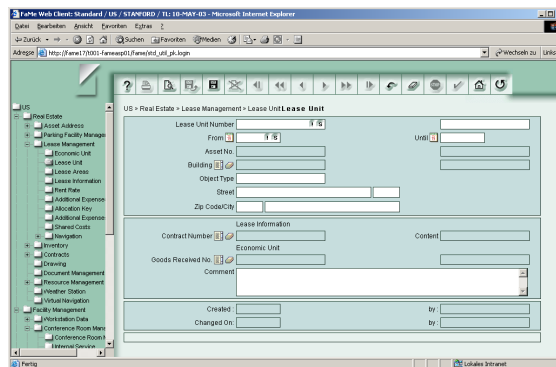 FaMe Web Client: Standard / US / STANFORD / TL: 10-MAY-03 - Microsoft Internet Explorer
Datei Bearbeiten Ansicht Favoriten Extras ?
Zurück Suchen Favoriten Medien
Adresse http://fame17/t001-famewsp01/fame/std_util_pk.login Wechseln zu Links
US
Real Estate
Asset Address
Parking Facility Manager
Lease Management
Economic Unit
Lease Unit
Lease Areas
Lease Information
Rent Rate
Additional Expense
Allocation Key
Additional Expense
Shared Costs
Navigation
Inventory
Contracts
Drawing
Document Management
Resource Management
Weather Station
Virtual Navigation
Facility Management
Workstation Data
Conference Room Mana
Conference Room
Internal Service
US > Real Estate > Lease Management > Lease Unit Lease Unit
Lease Unit Number
From Until
Asset No.
Building
Object Type
Street
Zip Code/City
Lease Information
Contract Number Content
Economic Unit
Goods Received No.
Comment
Created : by :
Changed On: by :
Fertig Lokales Intranet